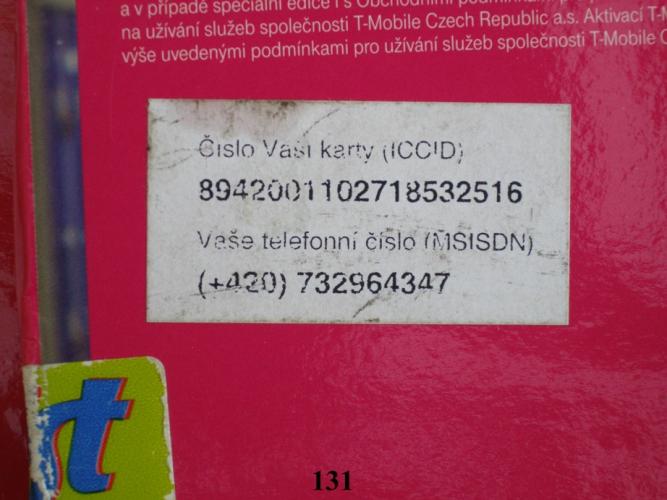 a v případě speciální edice i s Obchodními podmínkami
na užívání služeb společnosti T-Mobile Czech Republic a.s. Aktivací T-M
výše uvedenými podmínkami pro užívání služeb společnosti T-Mobile C
Číslo Vaší karty (ICCID)
8942001102718532516
Vaše telefonní číslo (MSISDN)
(+420) 732964347
t
131